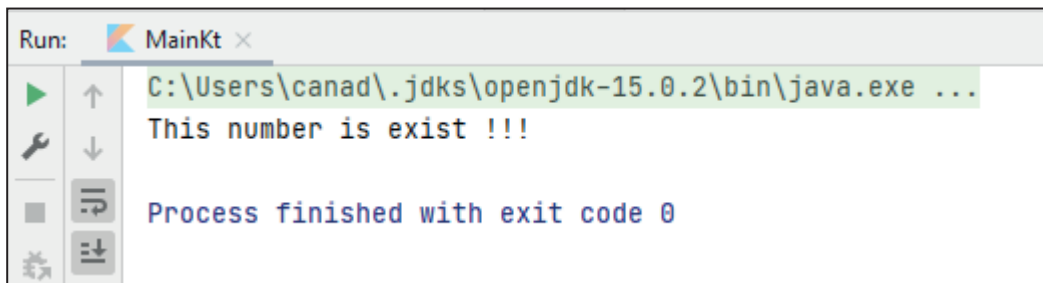 Run: MainKt ×
C:\Users\canad\.jdks\openjdk-15.0.2\bin\java.exe ...
This number is exist !!!
Process finished with exit code 0